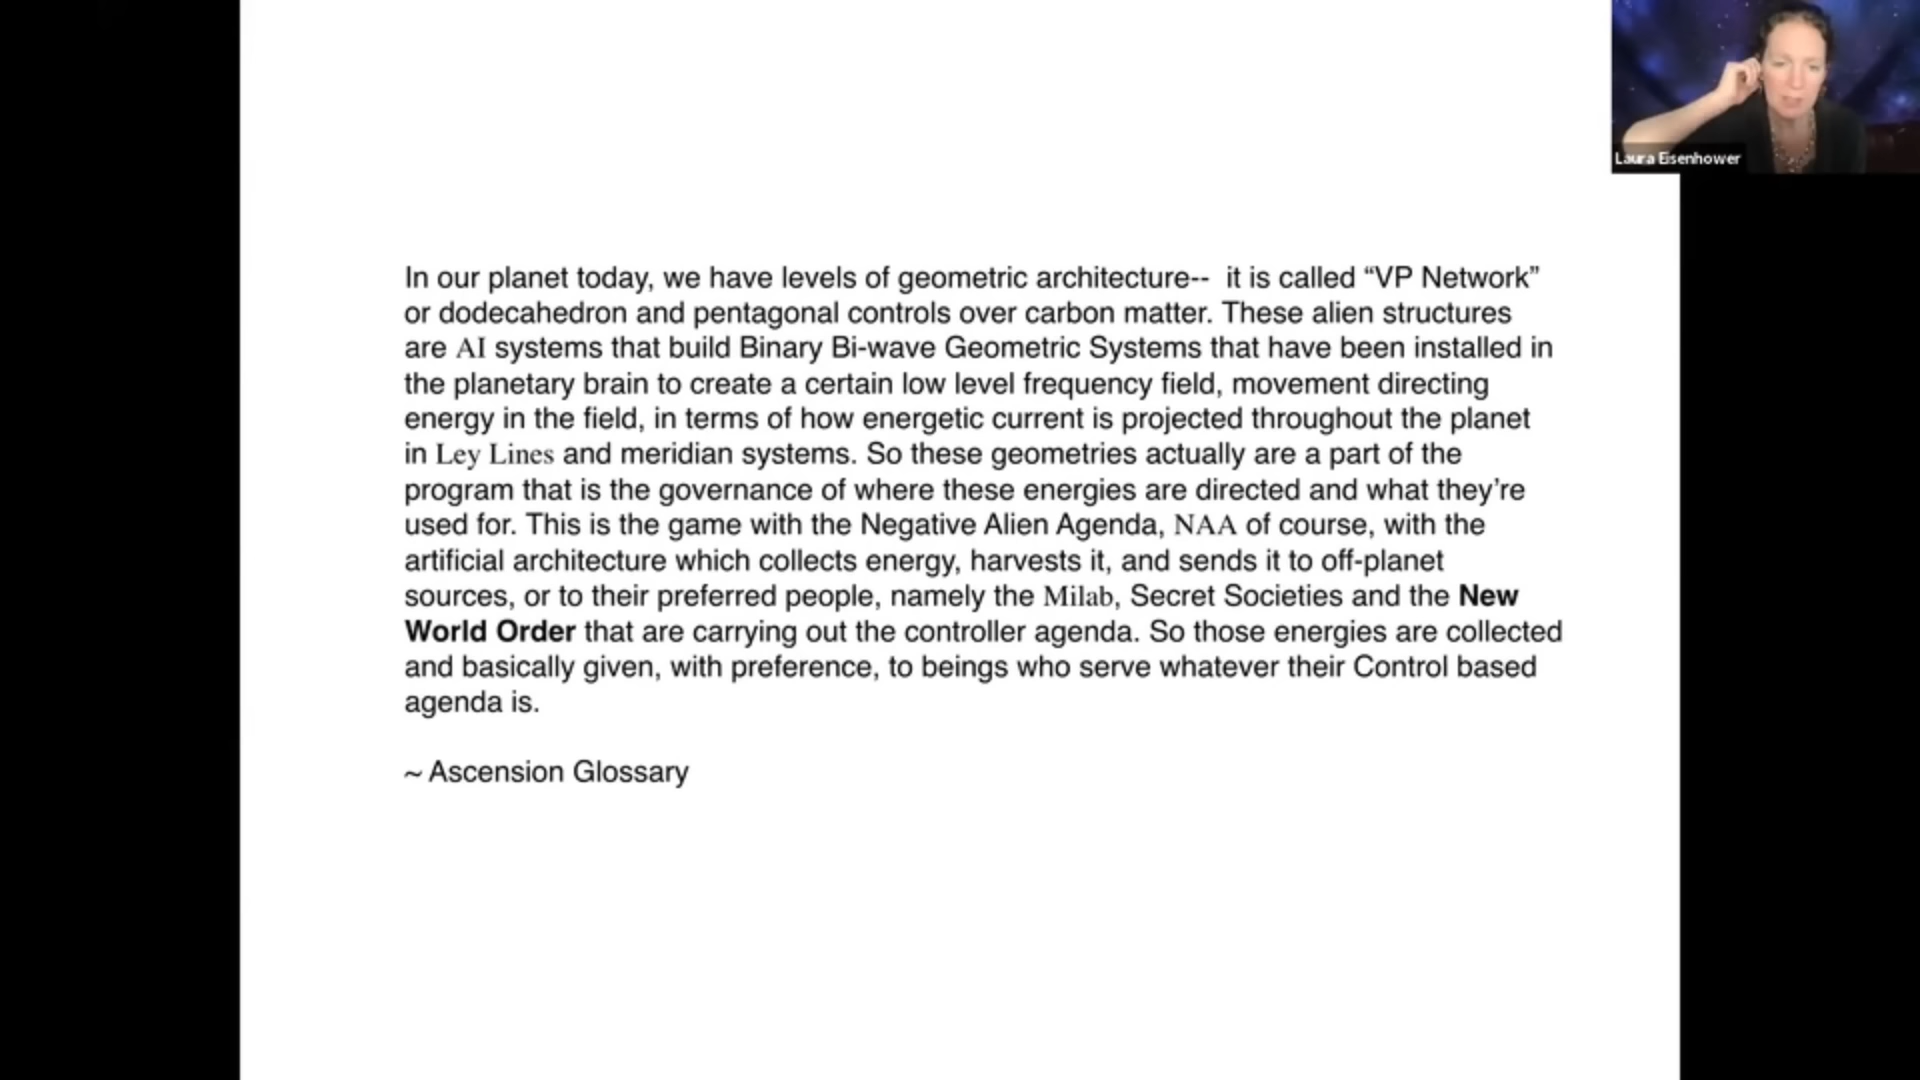 Laura Eisenhower
In our planet today, we have levels of geometric architecture--  it is called “VP Network”
or dodecahedron and pentagonal controls over carbon matter. These alien structures
are AI systems that build Binary Bi-wave Geometric Systems that have been installed in
the planetary brain to create a certain low level frequency field, movement directing
energy in the field, in terms of how energetic current is projected throughout the planet
in Ley Lines and meridian systems. So these geometries actually are a part of the
program that is the governance of where these energies are directed and what they’re
used for. This is the game with the Negative Alien Agenda, NAA of course, with the
artificial architecture which collects energy, harvests it, and sends it to off-planet
sources, or to their preferred people, namely the Milab, Secret Societies and the New
World Order that are carrying out the controller agenda. So those energies are collected
and basically given, with preference, to beings who serve whatever their Control based
agenda is.
~ Ascension Glossary